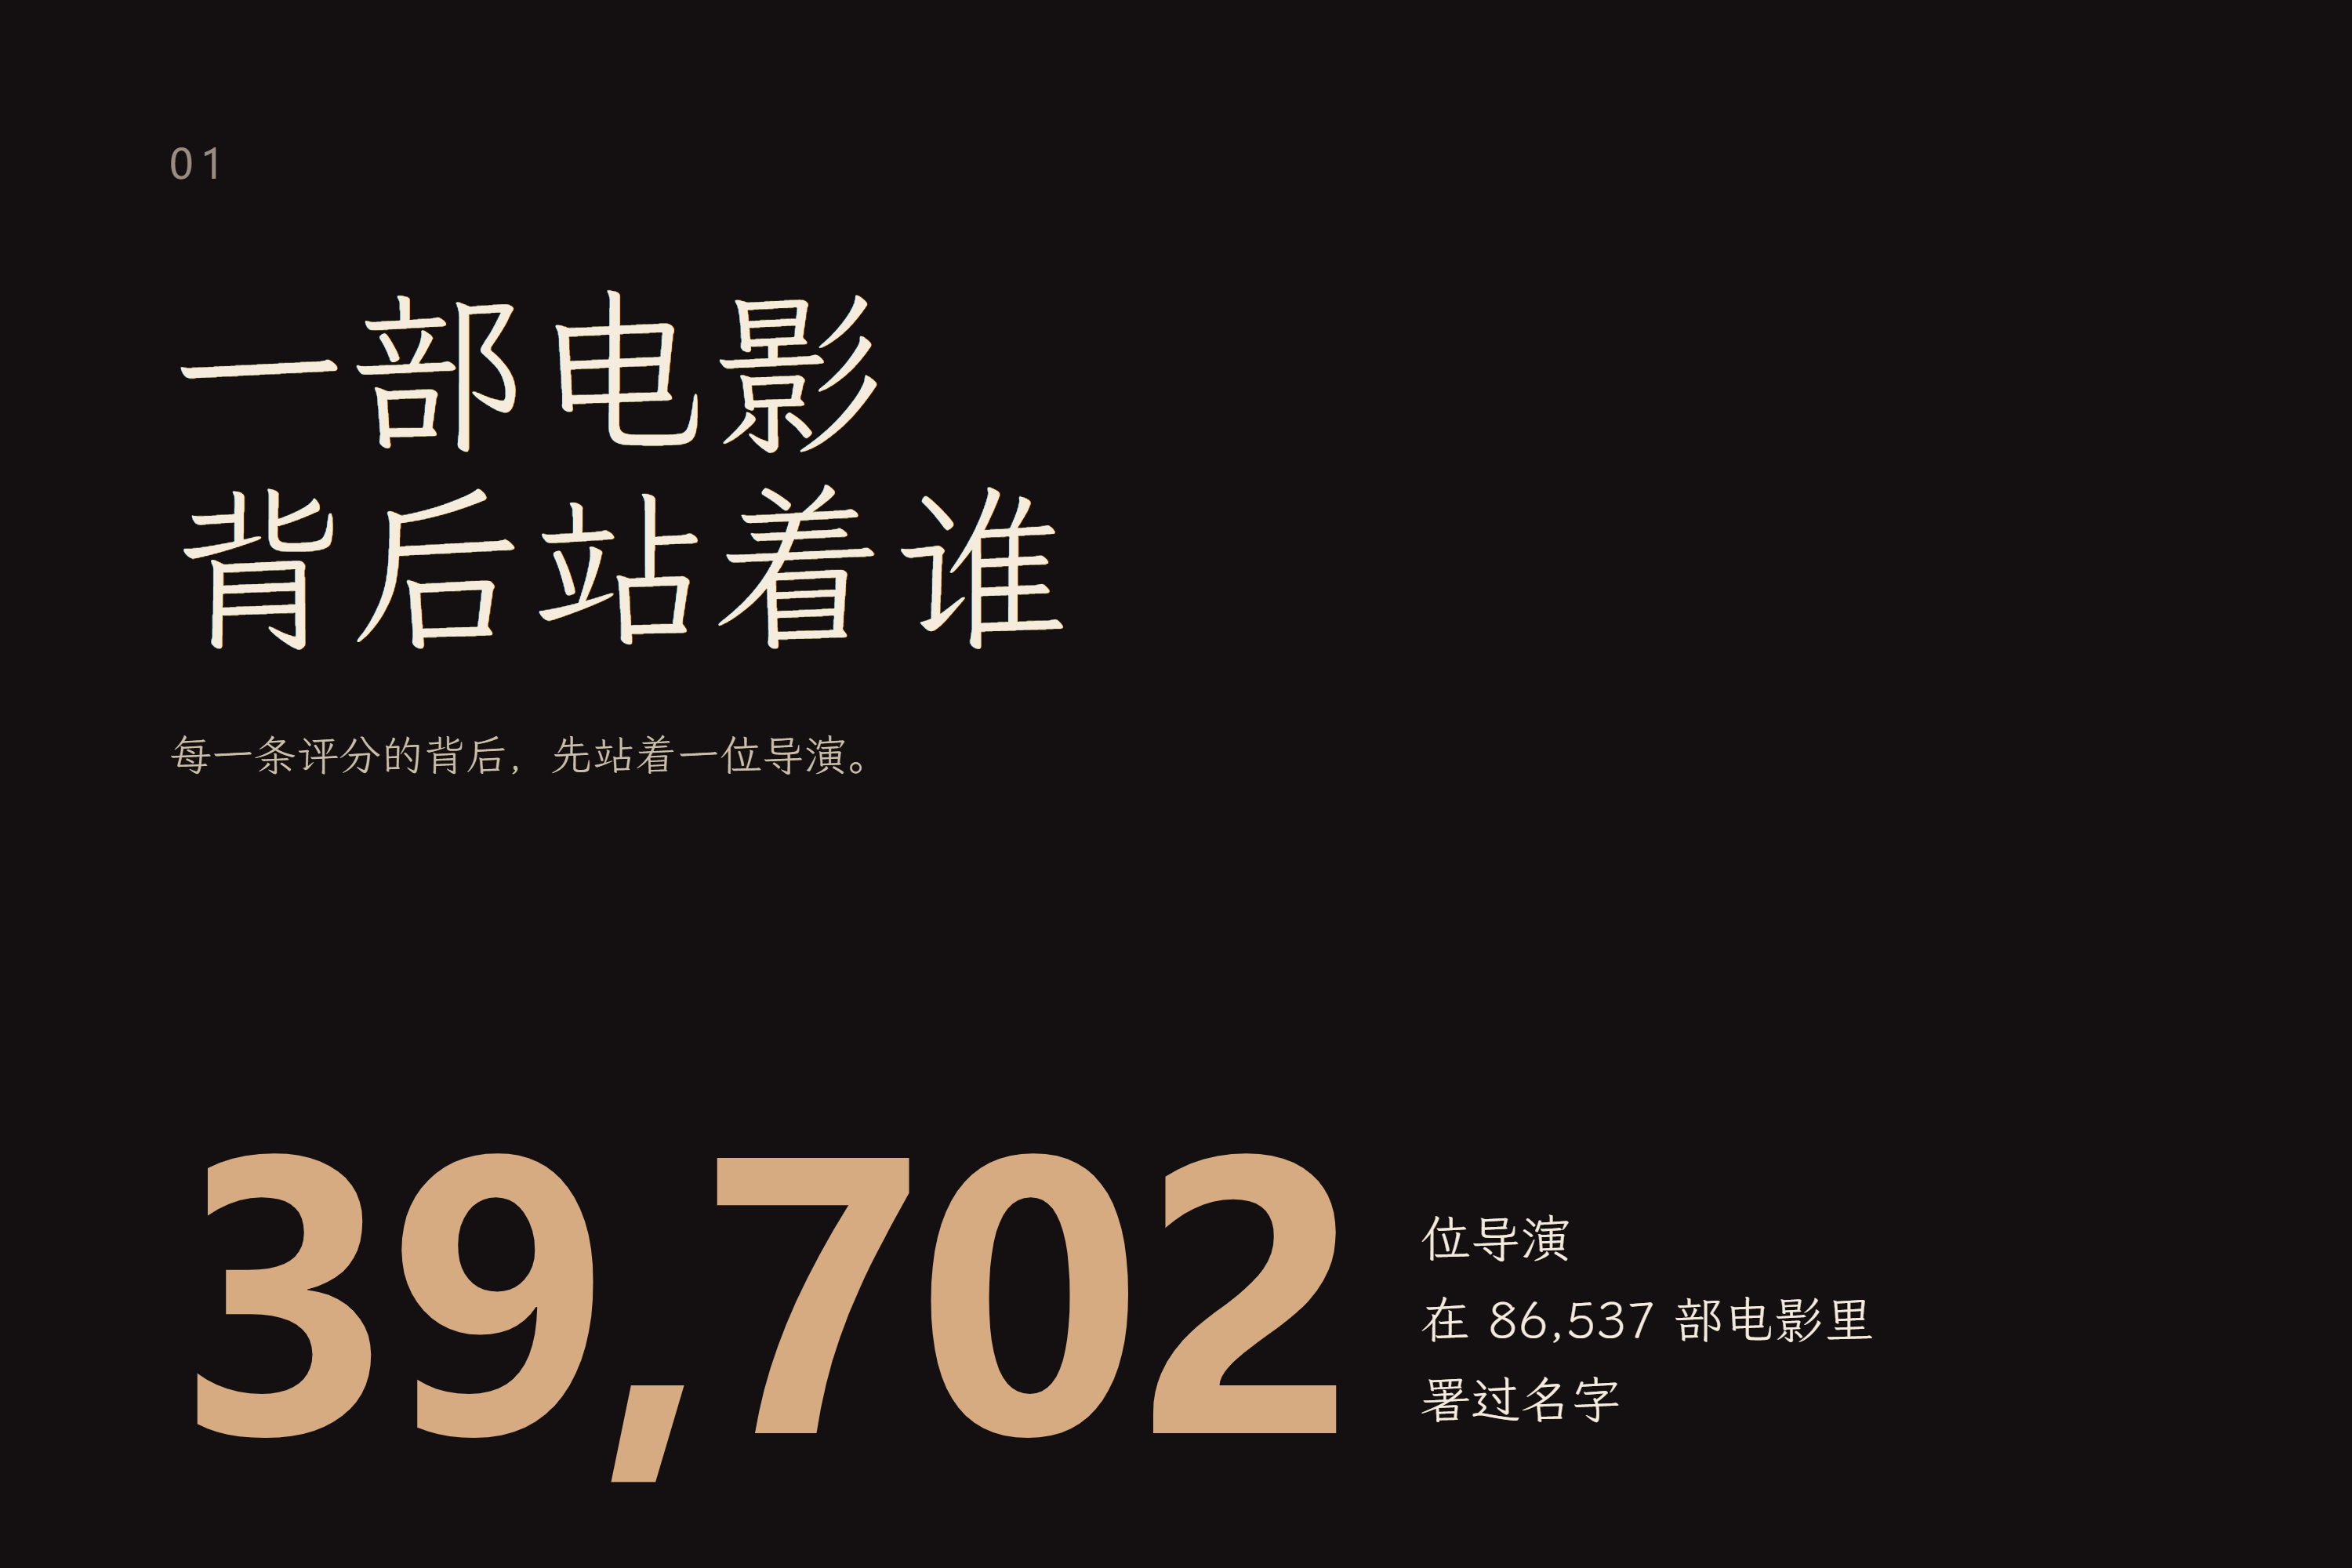 01
一部电影
背后站着谁
每一条评分的背后，先站着一位导演。
39,702
位导演
在 86,537 部电影里
署过名字